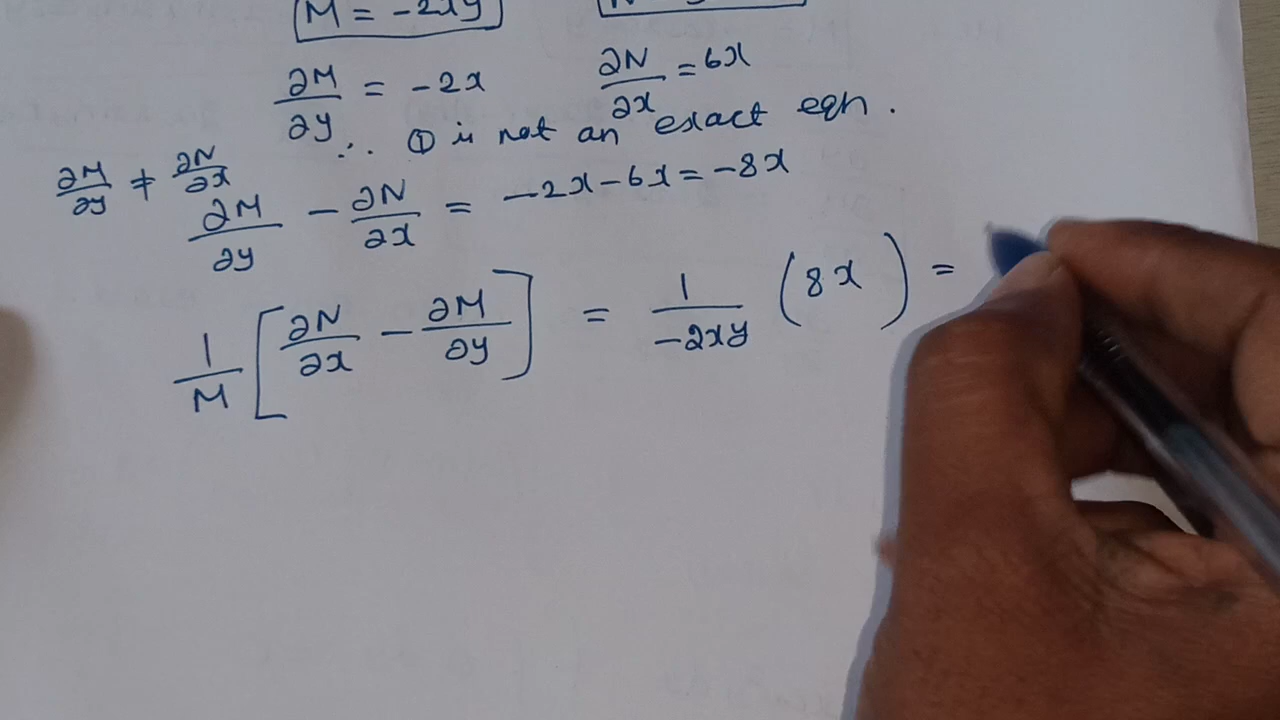 M = -2xy
∂M/∂y = -2x    ∂N/∂x = 6x
∴ ① is not an exact eqn.
∂M/∂y ≠ ∂N/∂x
∂M/∂y - ∂N/∂x = -2x-6x = -8x
1/M [∂N/∂x - ∂M/∂y] = 1/-2xy (8x) =